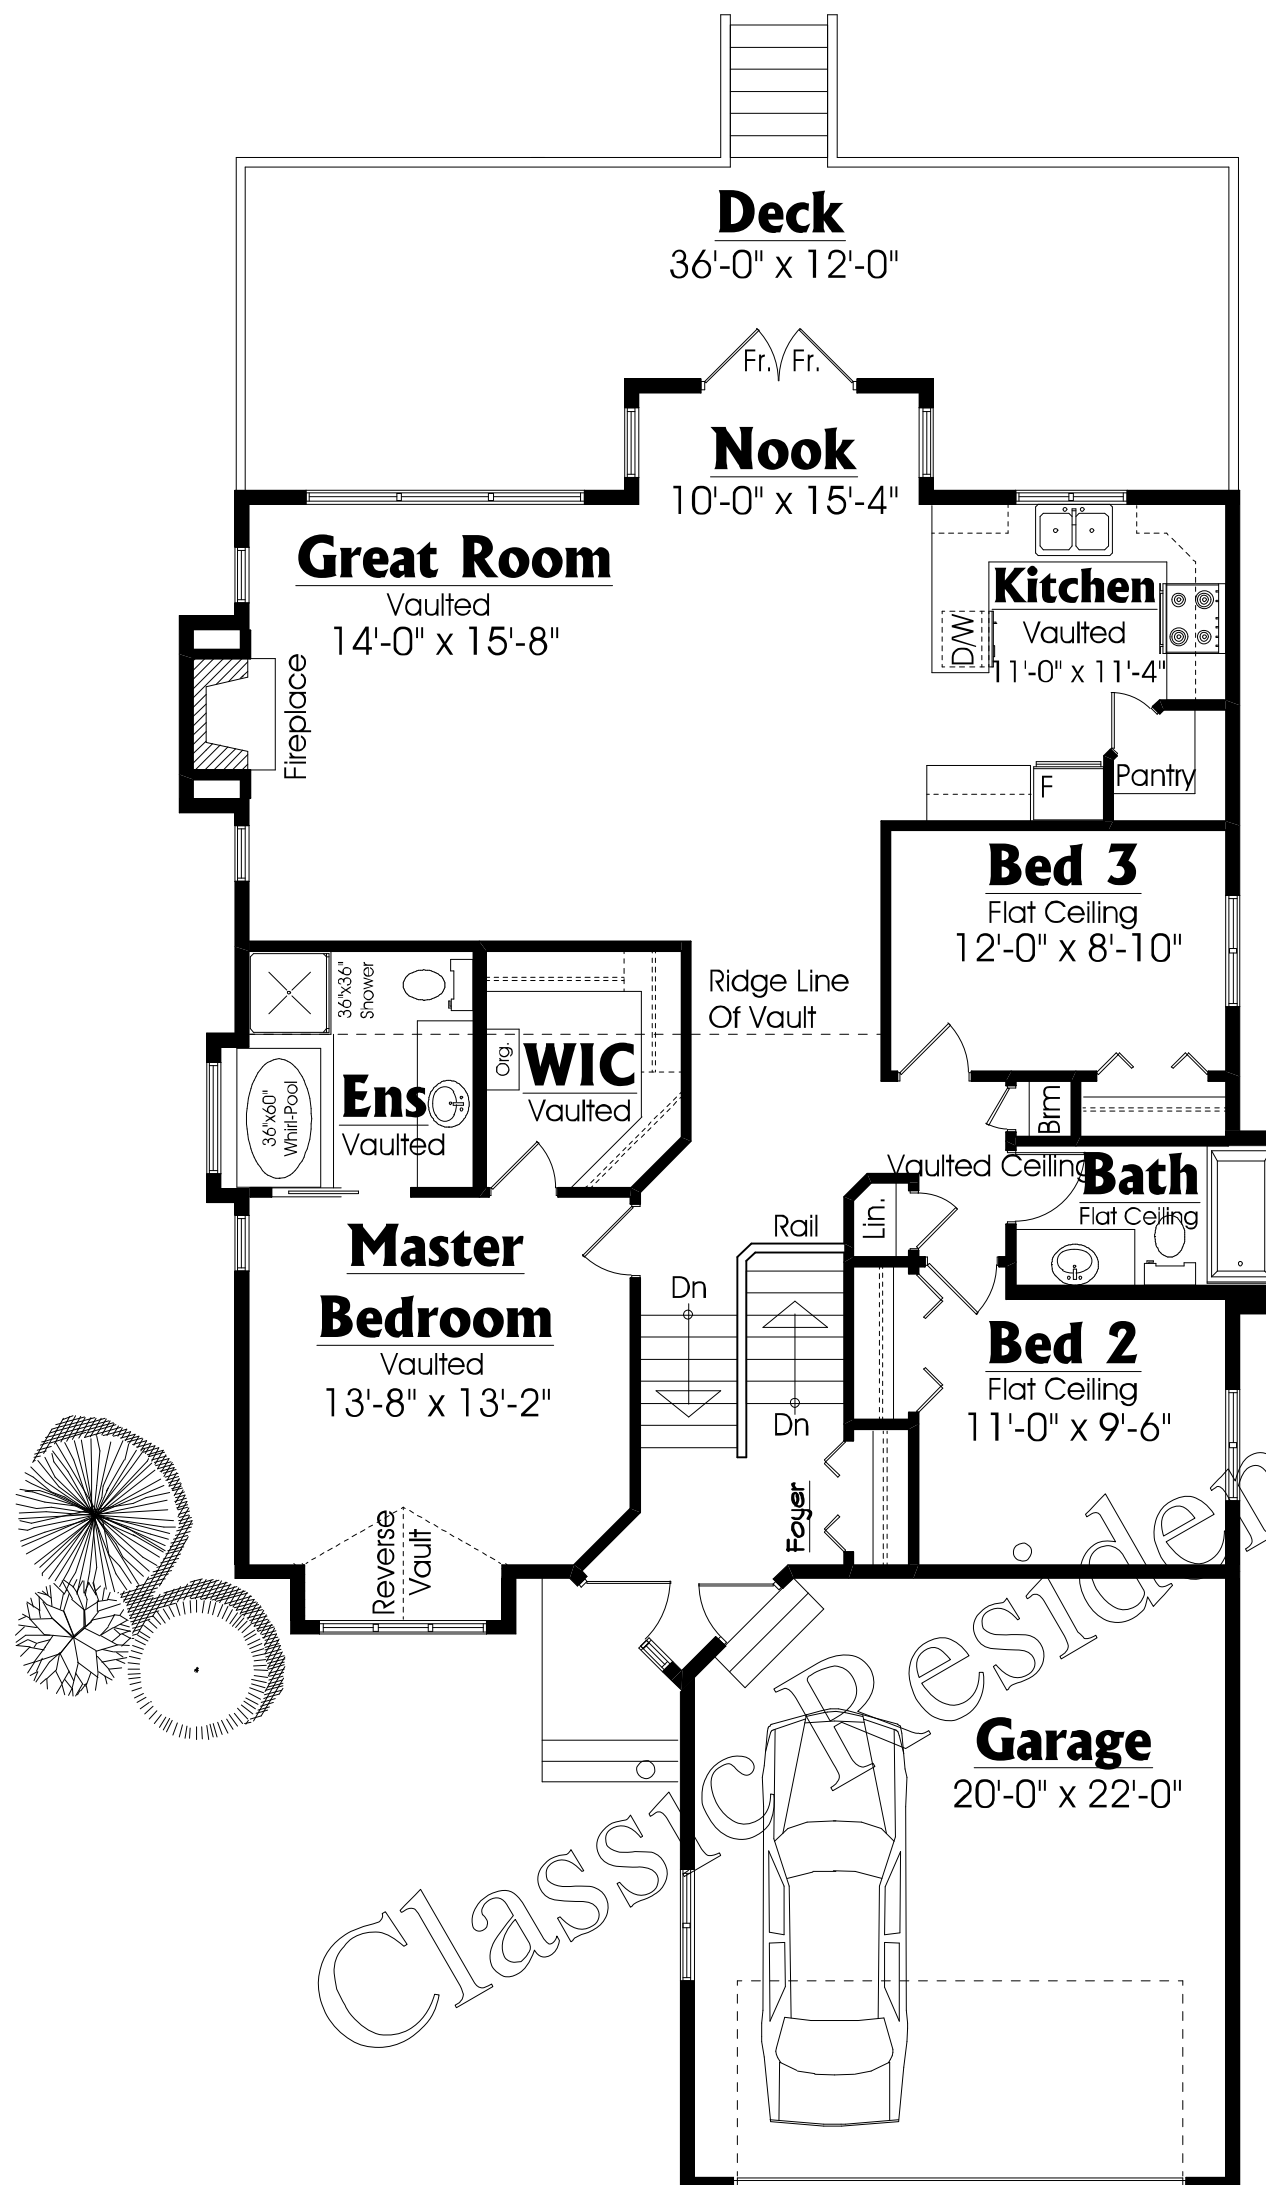 Deck
36'-0" x 12'-0"
Fr. Fr.
Nook
10'-0" x 15'-4"
Great Room
Vaulted
14'-0" x 15'-8"
Fireplace
Kitchen
Vaulted
11'-0" x 11'-4"
D/W
Pantry
F
Bed 3
Flat Ceiling
12'-0" x 8'-10"
36"x36"
Shower
Ridge Line
Of Vault
Org.
WIC
Vaulted
Ens
Vaulted
36"x60"
Whirl-Pool
Brm
Vaulted Ceiling
Bath
Flat Ceiling
Lin.
Rail
Master
Bedroom
Vaulted
13'-8" x 13'-2"
Dn
Dn
Bed 2
Flat Ceiling
11'-0" x 9'-6"
Foyer
Reverse
Vault
Garage
20'-0" x 22'-0"
Classic Residen